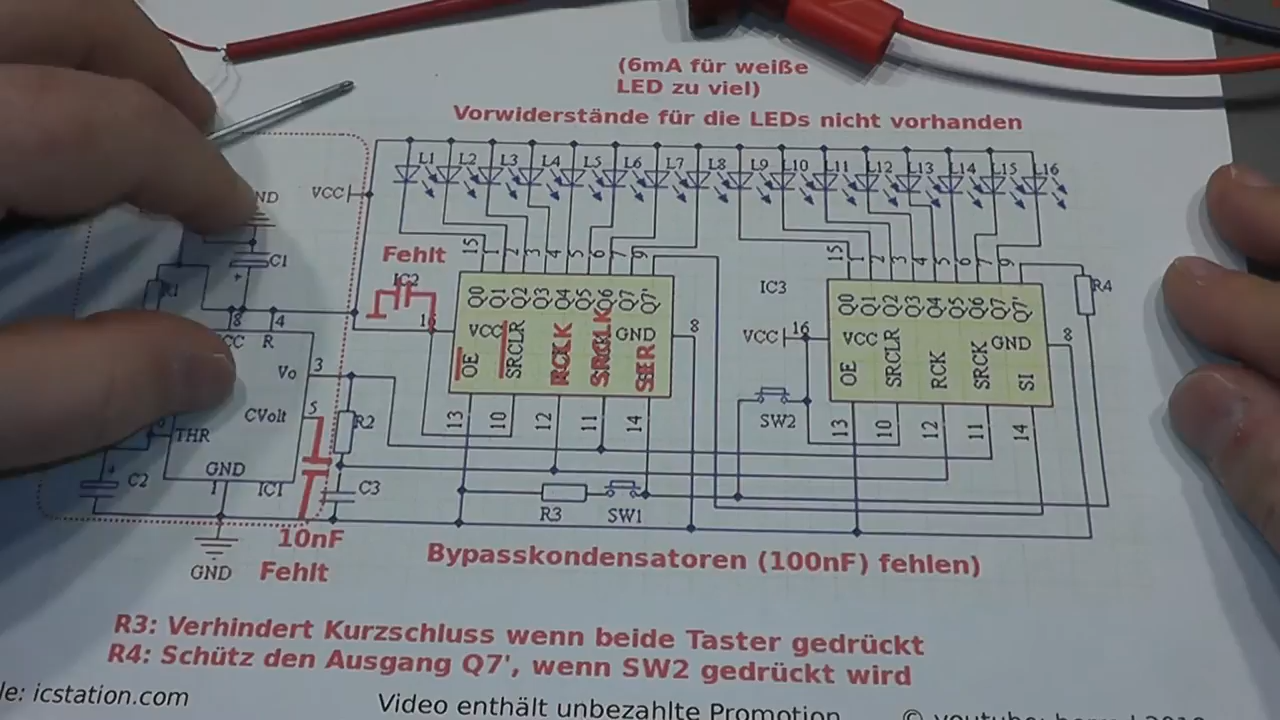 (6mA für weiße
LED zu viel)
Vorwiderstände für die LEDs nicht vorhanden
L1 L2 L3 L4 L5 L6 L7 L8 L9 L10 L11 L12 L13 L14 L15 L16
VCC
ND
C1
Fehlt
IC2
15 1 2 3 4 5 6 7 9
15 1 2 3 4 5 6 7 9
IC3
R4
Q0 Q1 Q2 Q3 Q4 Q5 Q6 Q7 Q7'
Q0 Q1 Q2 Q3 Q4 Q5 Q6 Q7 Q7'
8 4
CC R
VCC GND 8
VCC 16
VCC GND 8
OE SRCLR RCLK SRCLK SER
OE SRCLR RCK SRCK SI
Vo 3
CVolt 5
R2
SW2
13 10 12 11 14
13 10 12 11 14
THR
GND
1
IC1
C2
C3
R3 SW1
10nF
Fehlt
GND
Bypasskondensatoren (100nF) fehlen)
R3: Verhindert Kurzschluss wenn beide Taster gedrückt
R4: Schütz den Ausgang Q7', wenn SW2 gedrückt wird
le: icstation.com
Video enthält unbezahlte Promotion